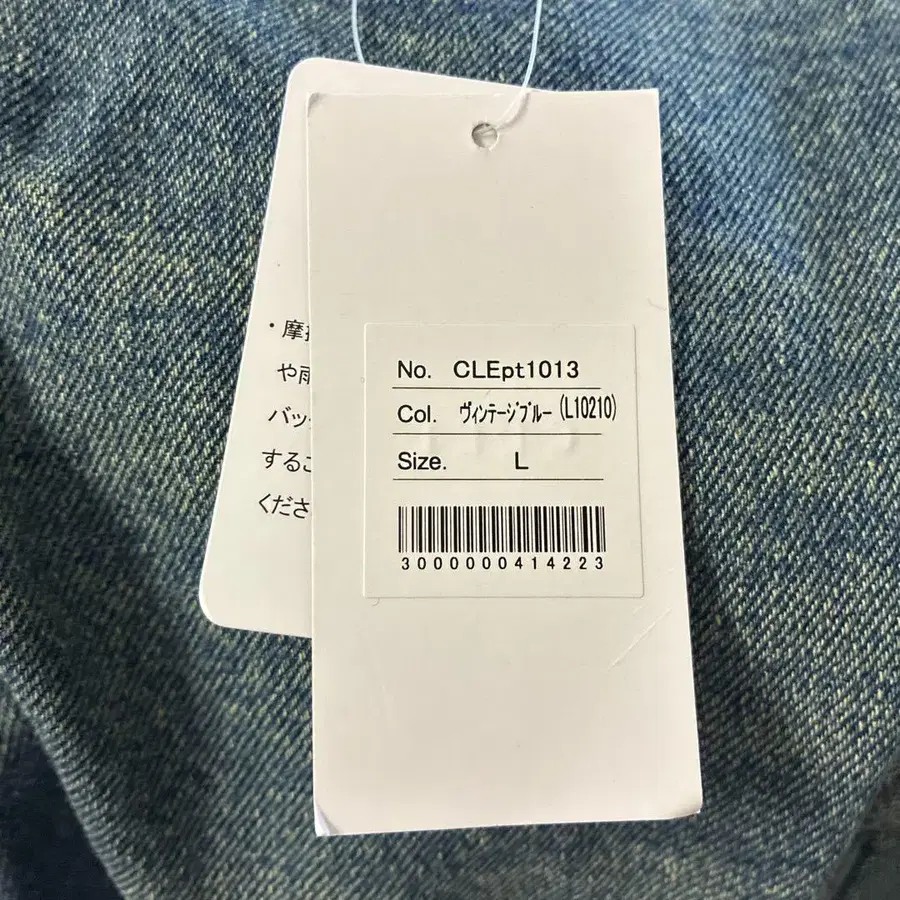 No. CLEpt1013
Col. ヴィンテージブルー (L10210)
Size. L
3000000414223
・摩
や雨
バッ
するこ
くださ